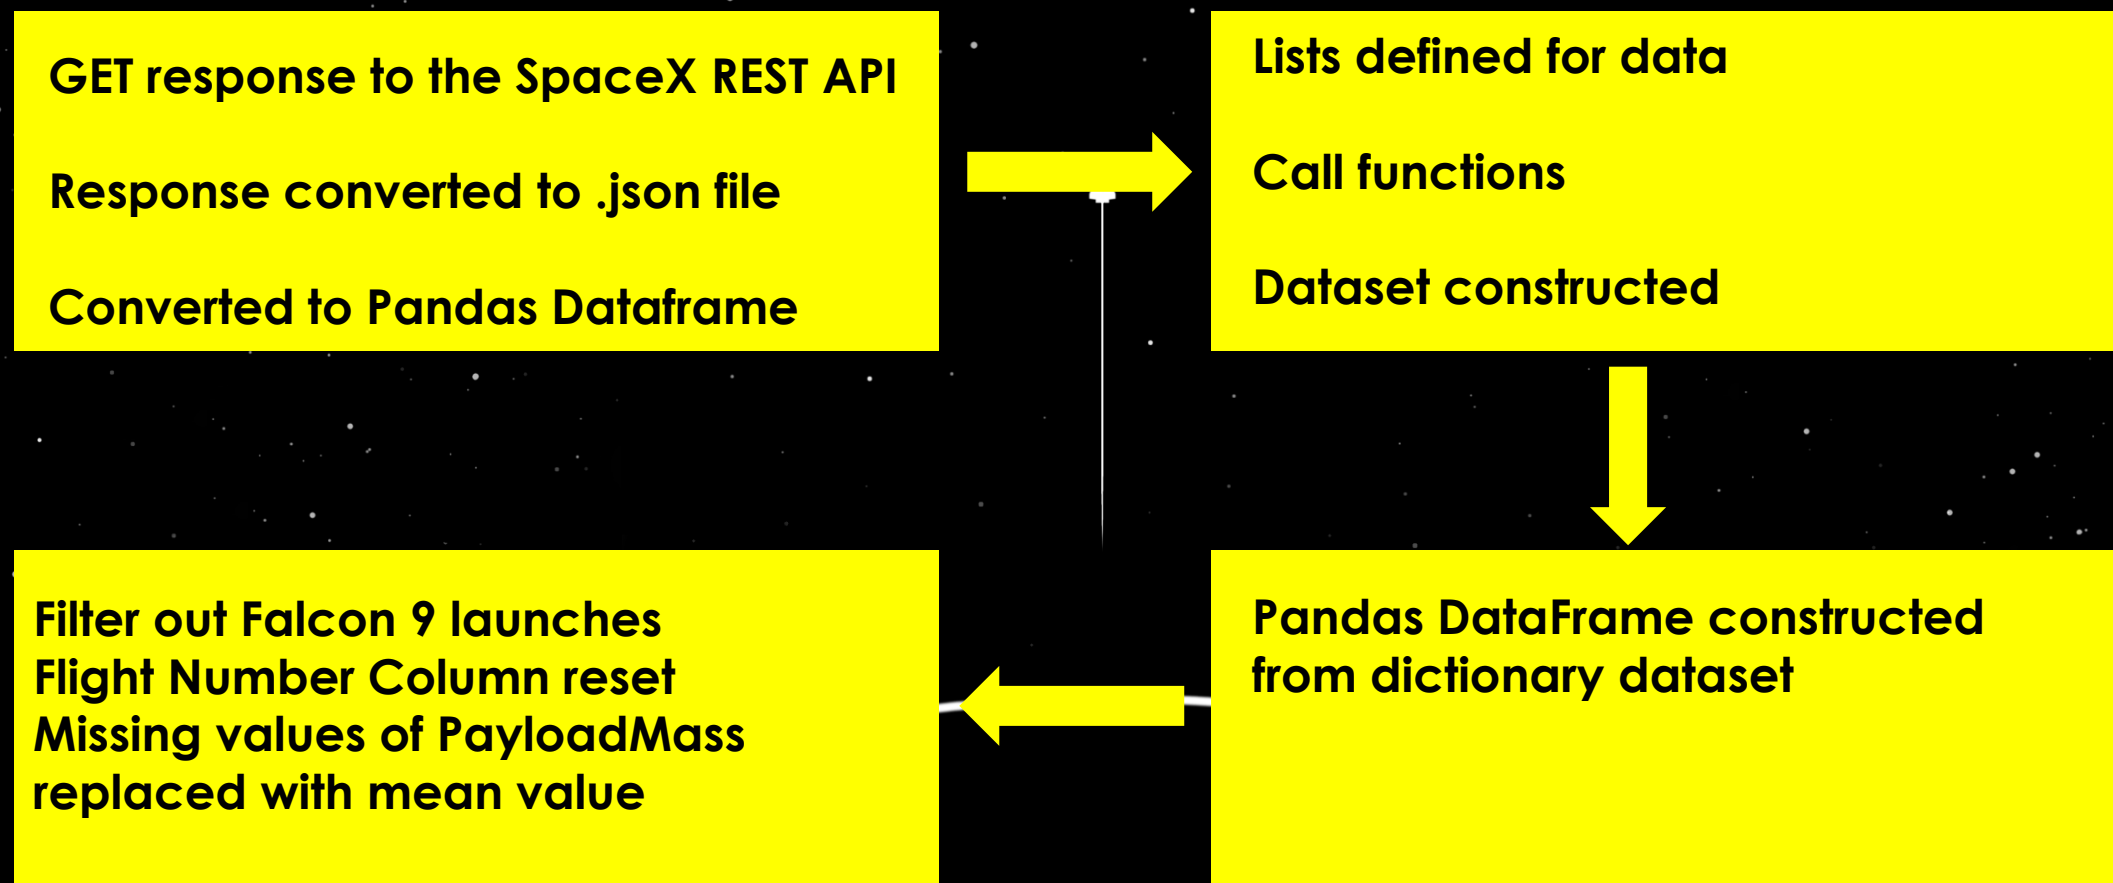 GET response to the SpaceX REST API
Response converted to .json file
Converted to Pandas Dataframe
Lists defined for data
Call functions
Dataset constructed
Pandas DataFrame constructed
from dictionary dataset
Filter out Falcon 9 launches
Flight Number Column reset
Missing values of PayloadMass
replaced with mean value